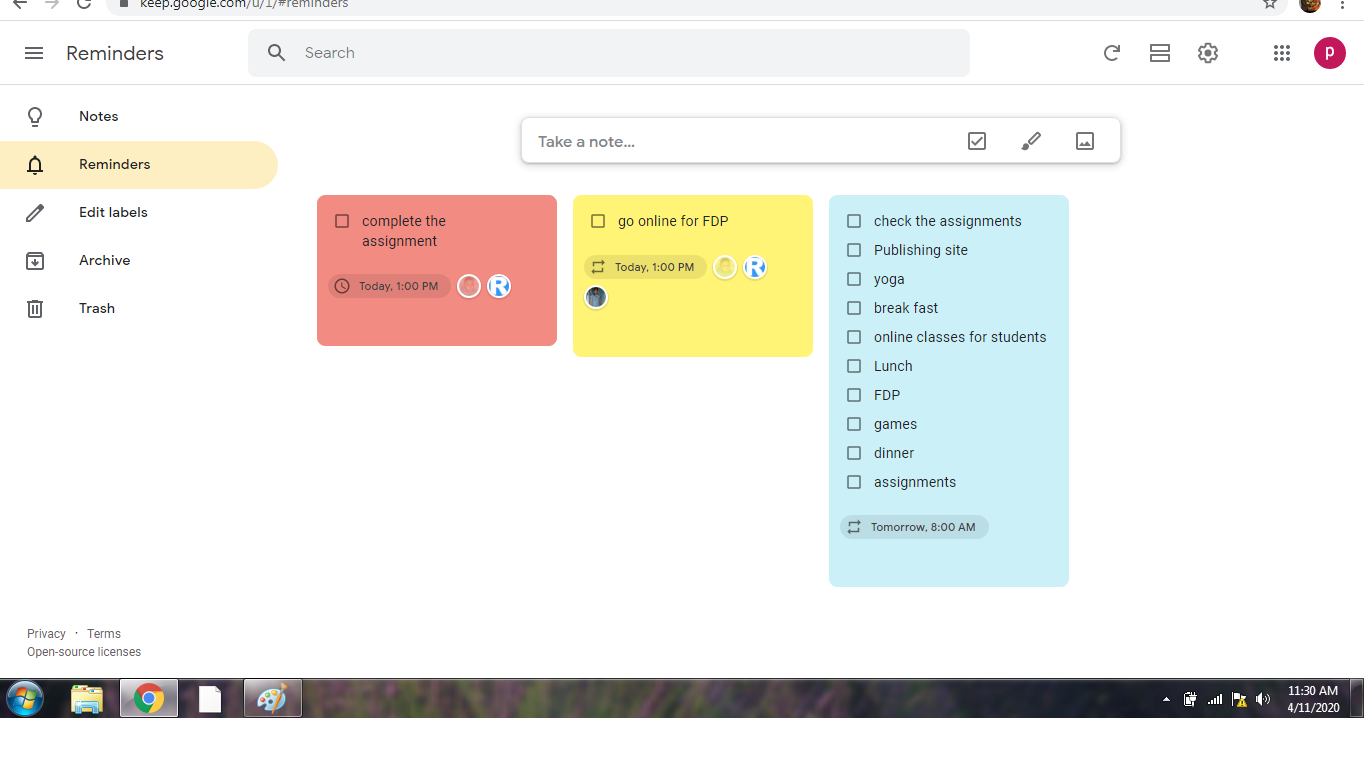 keep.google.com/u/1/#reminders
Reminders
Search
p
Notes
Reminders
Edit labels
Archive
Trash
Take a note...
complete the
assignment
Today, 1:00 PM
R
go online for FDP
Today, 1:00 PM
R
check the assignments
Publishing site
yoga
break fast
online classes for students
Lunch
FDP
games
dinner
assignments
Tomorrow, 8:00 AM
Privacy · Terms
Open-source licenses
11:30 AM
4/11/2020